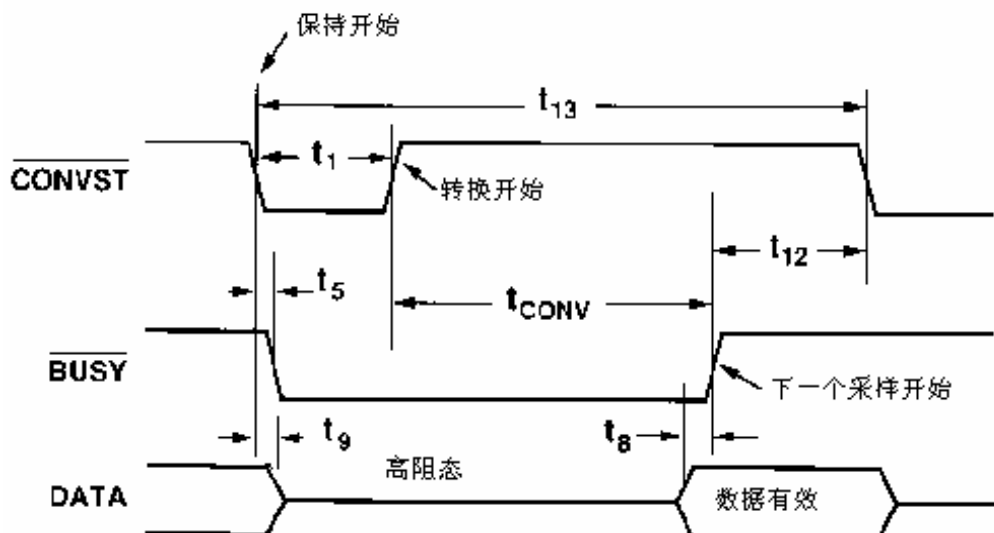 保持开始
t13
CONVST
t1
转换开始
t12
t5
tCONV
BUSY
下一个采样开始
t9
t8
高阻态
DATA
数据有效